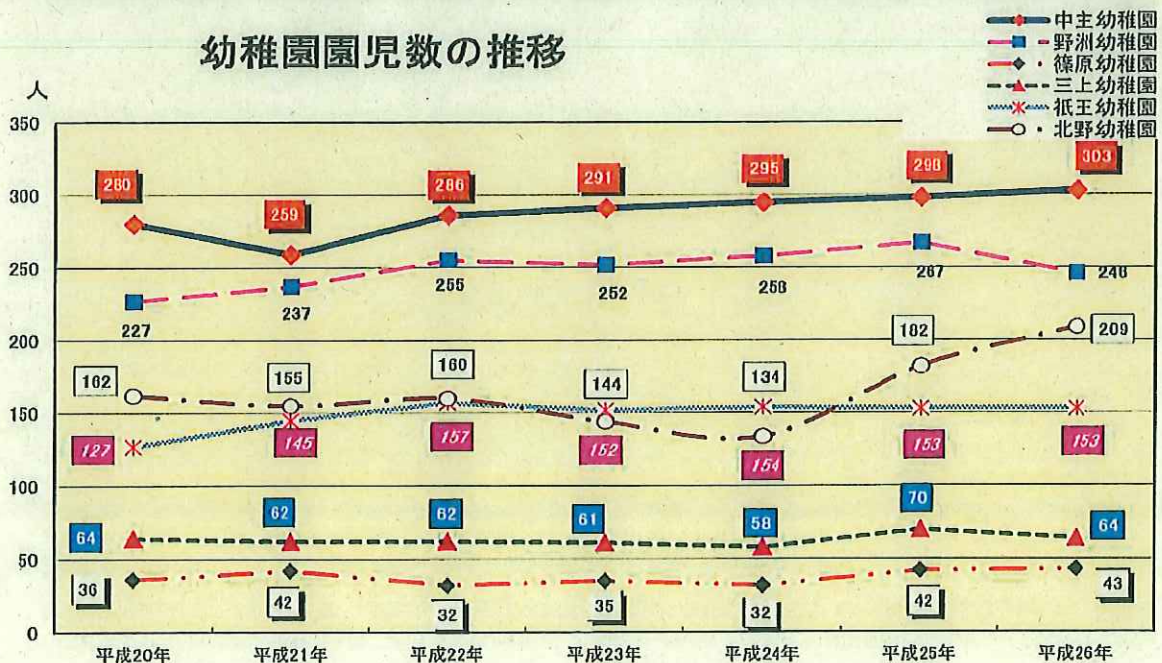 幼稚園園児数の推移
中主幼稚園
野洲幼稚園
篠原幼稚園
三上幼稚園
祇王幼稚園
北野幼稚園
人
350
300
250
200
150
100
50
0
280 259 286 291 295 298 303
227 237 255 252 258 267 246
162 155 160 144 134 182 209
127 145 157 152 154 153 153
64 62 62 61 58 70 64
36 42 32 35 32 42 43
平成20年 平成21年 平成22年 平成23年 平成24年 平成25年 平成26年